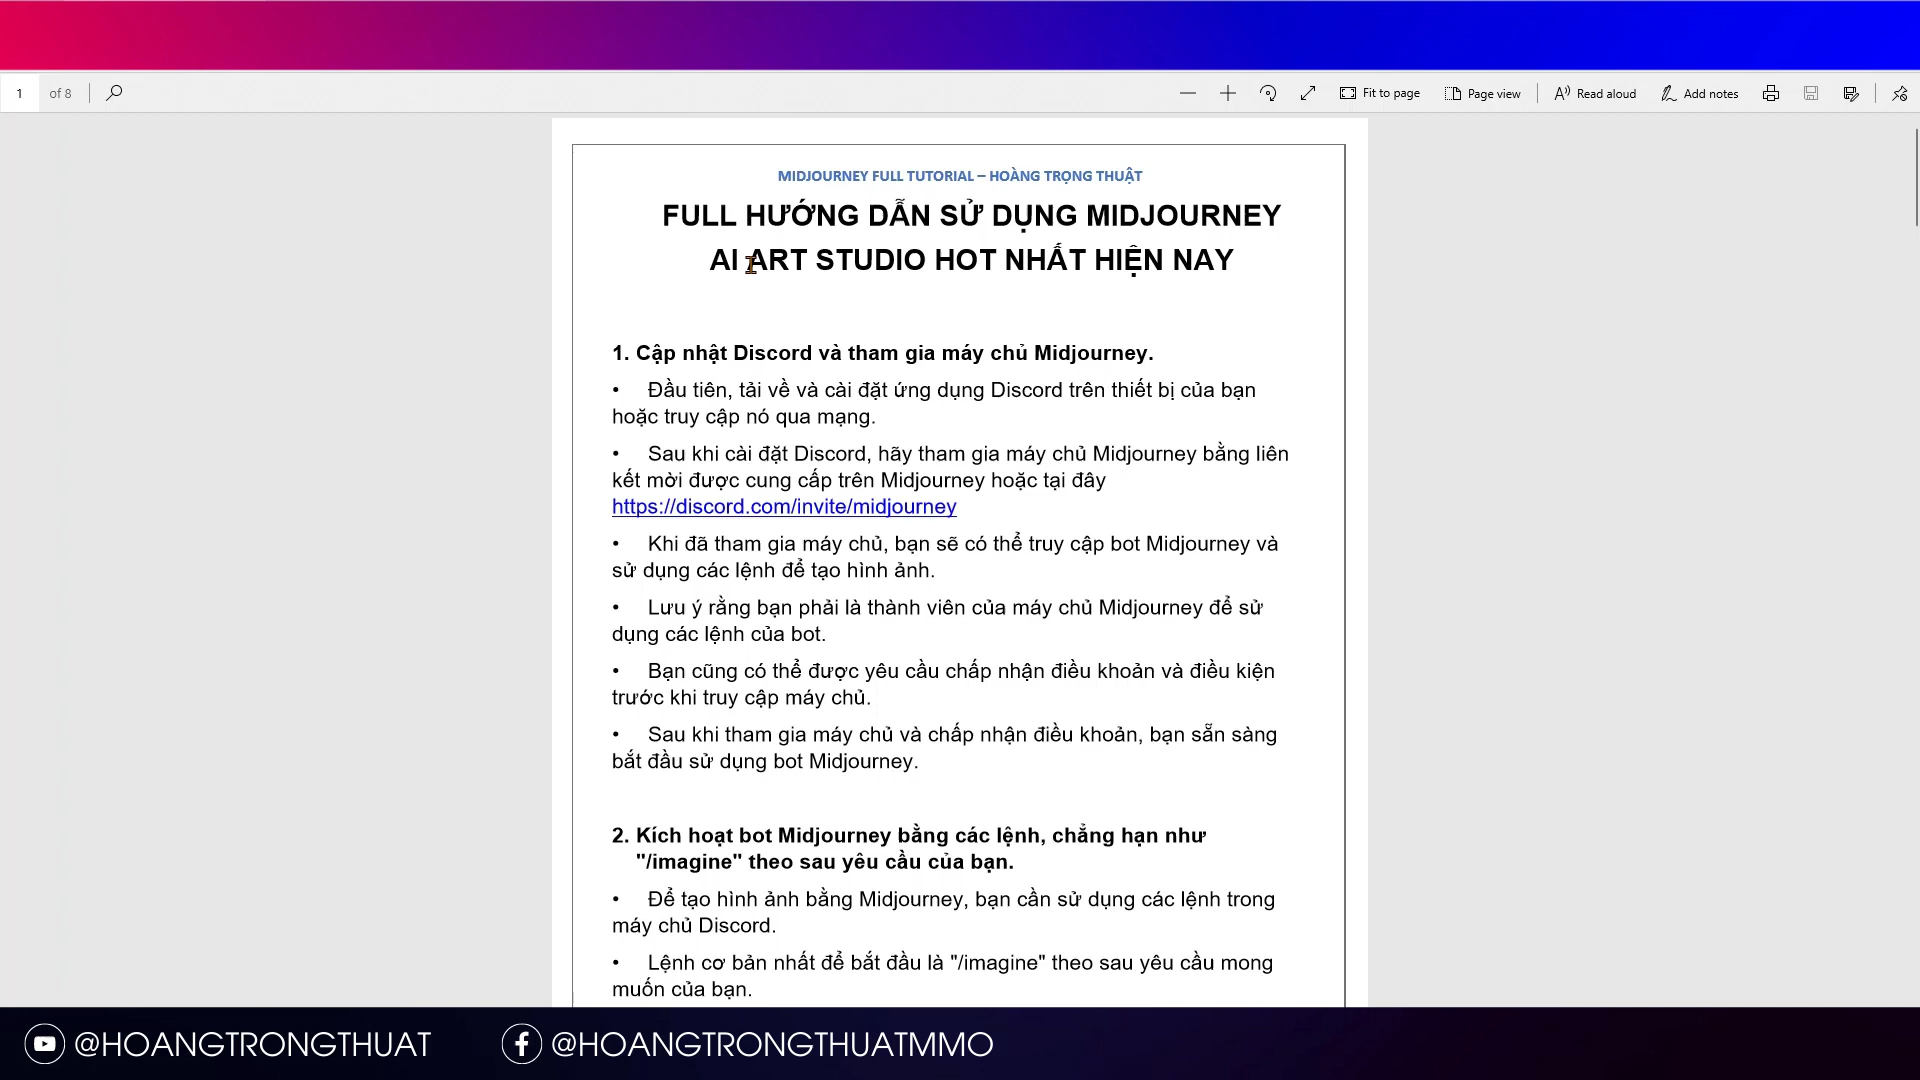 1 of 8 Fit to page Page view Read aloud Add notes
MIDJOURNEY FULL TUTORIAL – HOÀNG TRỌNG THUẬT
FULL HƯỚNG DẪN SỬ DỤNG MIDJOURNEY
AI ART STUDIO HOT NHẤT HIỆN NAY
1. Cập nhật Discord và tham gia máy chủ Midjourney.
• Đầu tiên, tải về và cài đặt ứng dụng Discord trên thiết bị của bạn
hoặc truy cập nó qua mạng.
• Sau khi cài đặt Discord, hãy tham gia máy chủ Midjourney bằng liên
kết mời được cung cấp trên Midjourney hoặc tại đây
https://discord.com/invite/midjourney
• Khi đã tham gia máy chủ, bạn sẽ có thể truy cập bot Midjourney và
sử dụng các lệnh để tạo hình ảnh.
• Lưu ý rằng bạn phải là thành viên của máy chủ Midjourney để sử
dụng các lệnh của bot.
• Bạn cũng có thể được yêu cầu chấp nhận điều khoản và điều kiện
trước khi truy cập máy chủ.
• Sau khi tham gia máy chủ và chấp nhận điều khoản, bạn sẵn sàng
bắt đầu sử dụng bot Midjourney.
2. Kích hoạt bot Midjourney bằng các lệnh, chẳng hạn như
"/imagine" theo sau yêu cầu của bạn.
• Để tạo hình ảnh bằng Midjourney, bạn cần sử dụng các lệnh trong
máy chủ Discord.
• Lệnh cơ bản nhất để bắt đầu là "/imagine" theo sau yêu cầu mong
muốn của bạn.
@HOANGTRONGTHUAT @HOANGTRONGTHUATMMO